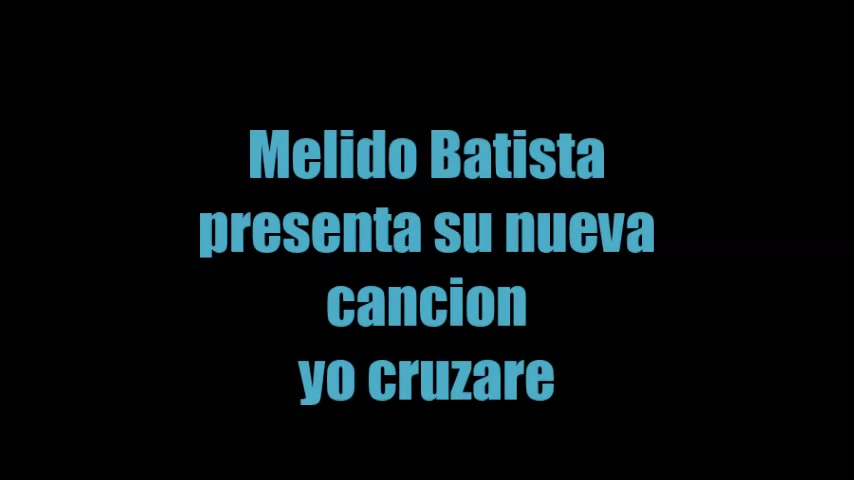 Melido Batista
presenta su nueva
cancion
yo cruzare